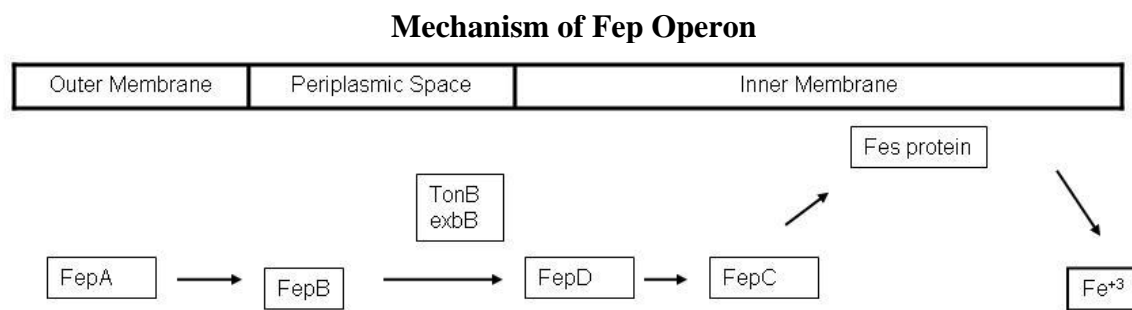 Mechanism of Fep Operon
Outer Membrane Periplasmic Space Inner Membrane
Fes protein
TonB
exbB
FepA FepB FepD FepC Fe⁺³